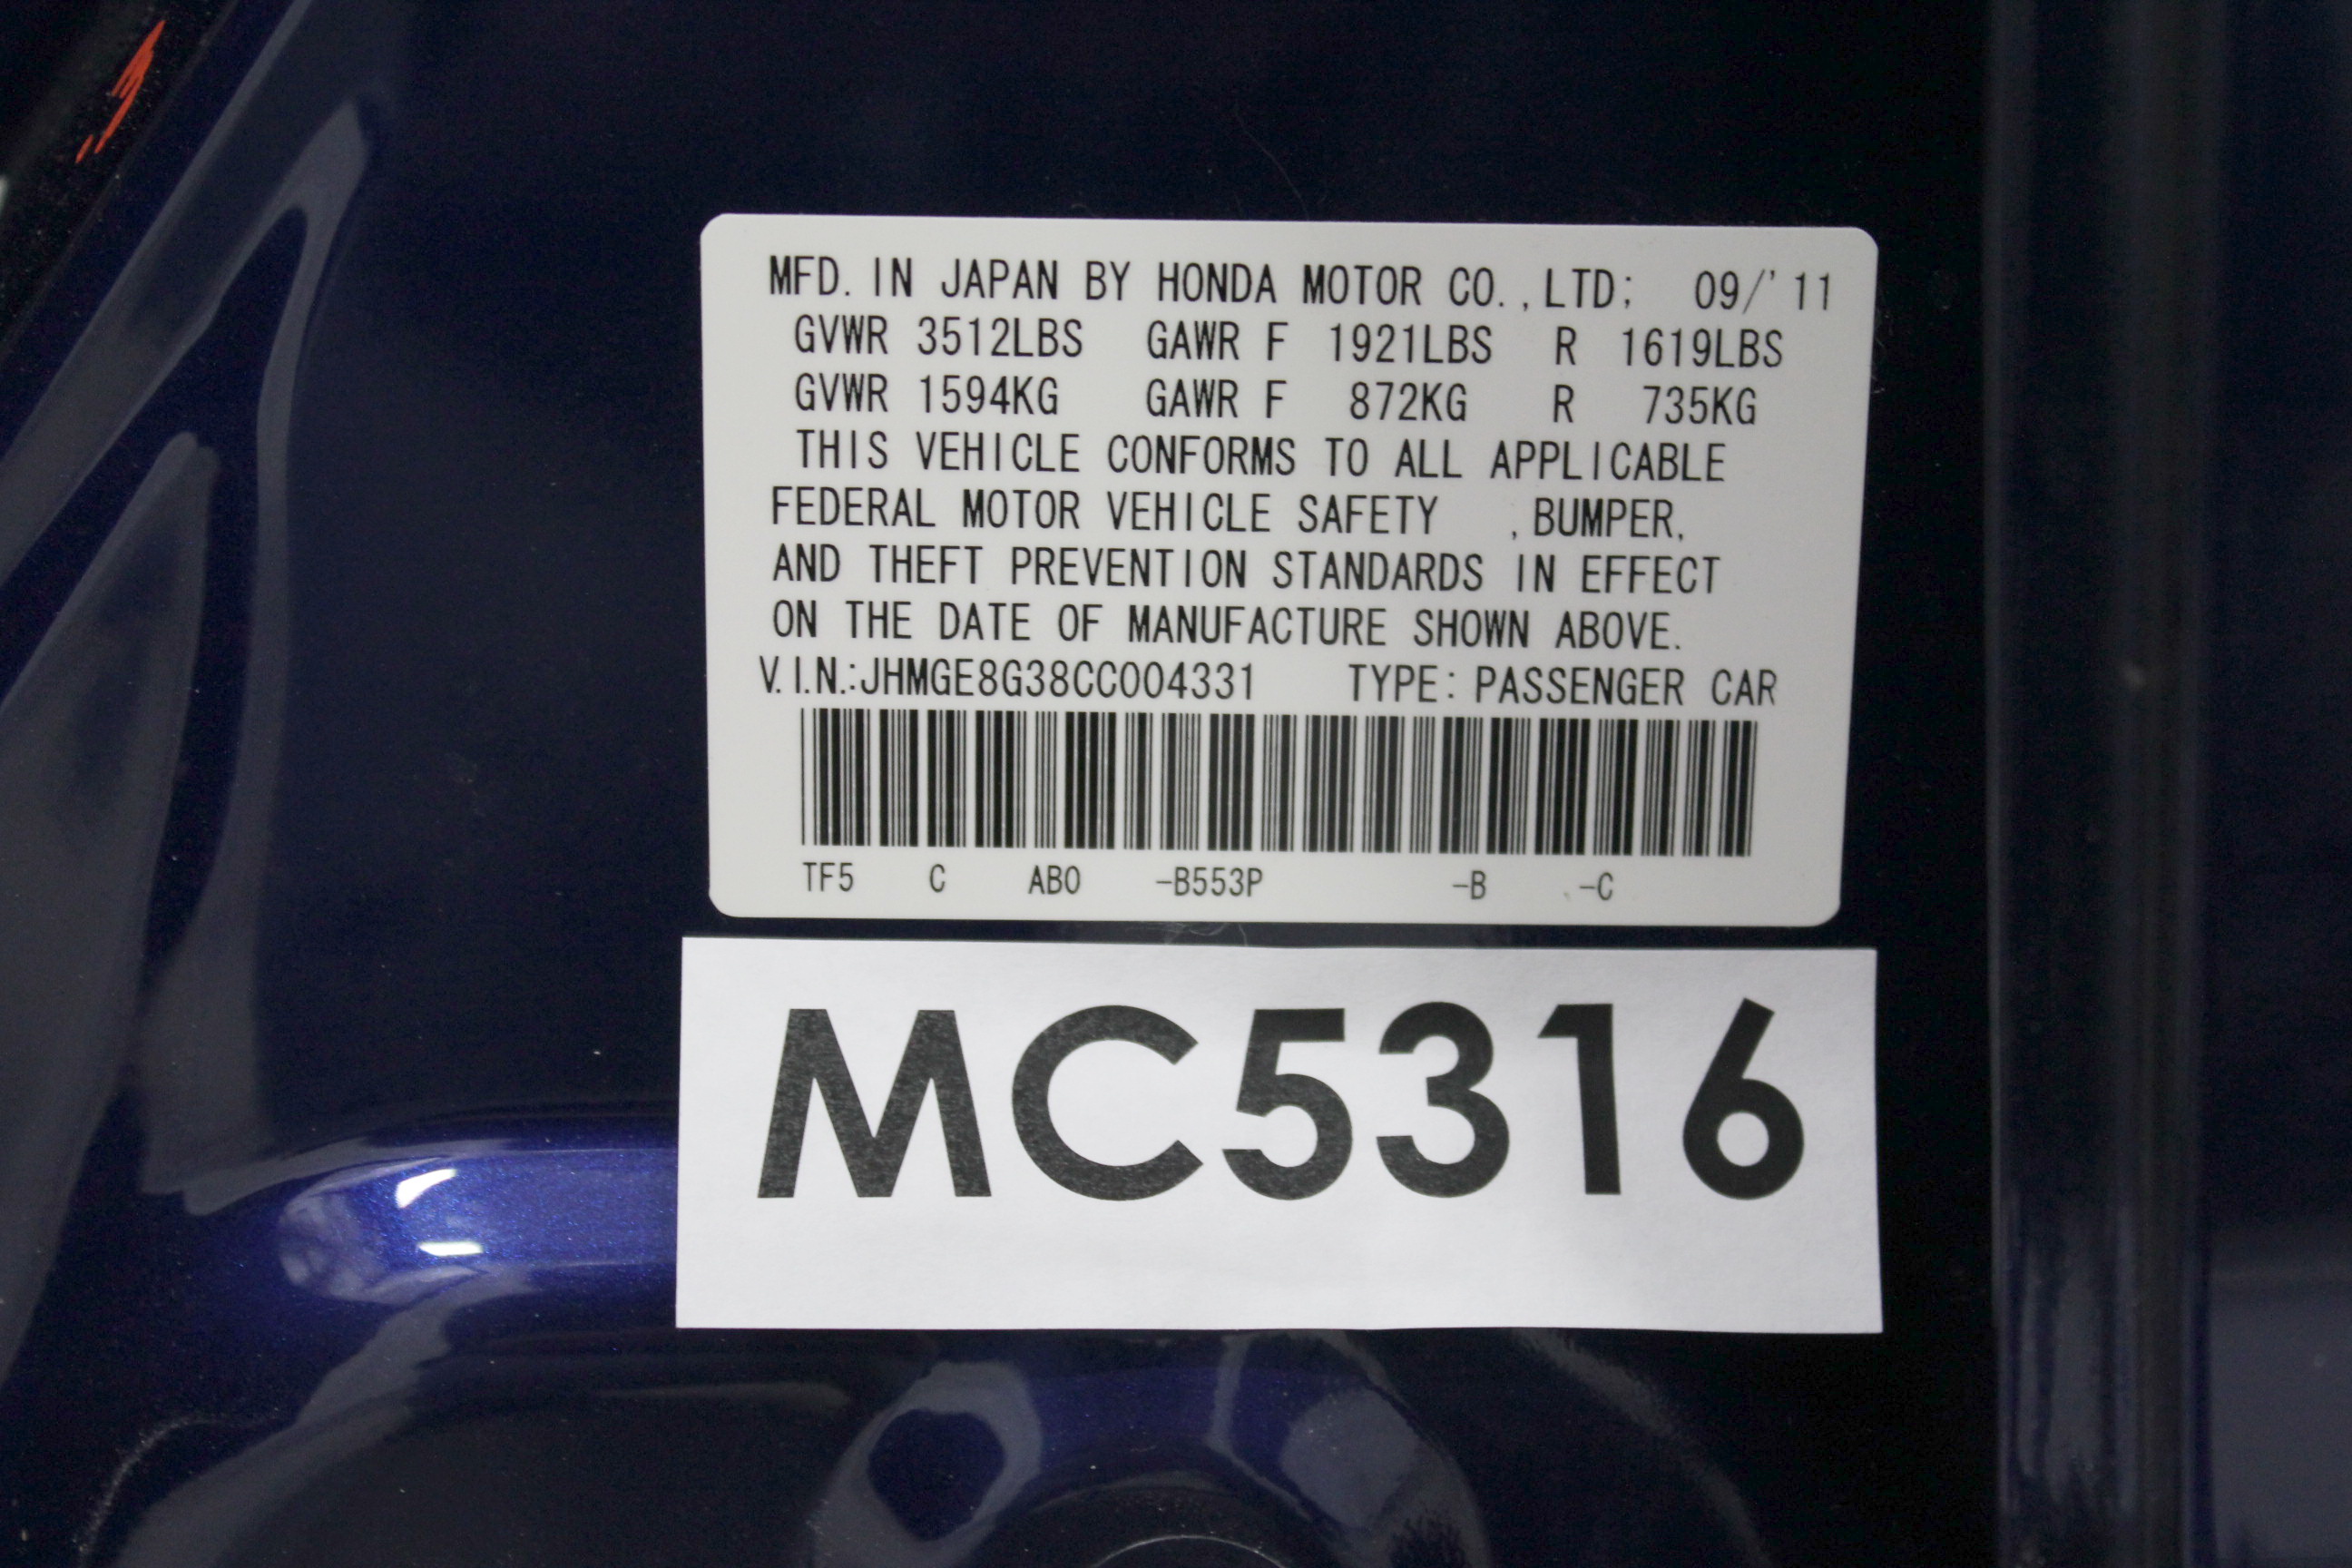 MFD. IN JAPAN BY HONDA MOTOR CO.,LTD; 09/'11
GVWR 3512LBS GAWR F 1921LBS R 1619LBS
GVWR 1594KG GAWR F 872KG R 735KG
THIS VEHICLE CONFORMS TO ALL APPLICABLE
FEDERAL MOTOR VEHICLE SAFETY ,BUMPER,
AND THEFT PREVENTION STANDARDS IN EFFECT
ON THE DATE OF MANUFACTURE SHOWN ABOVE.
V.I.N.:JHMGE8G38CC004331 TYPE: PASSENGER CAR
TF5 C AB0 -B553P -B -C
MC5316